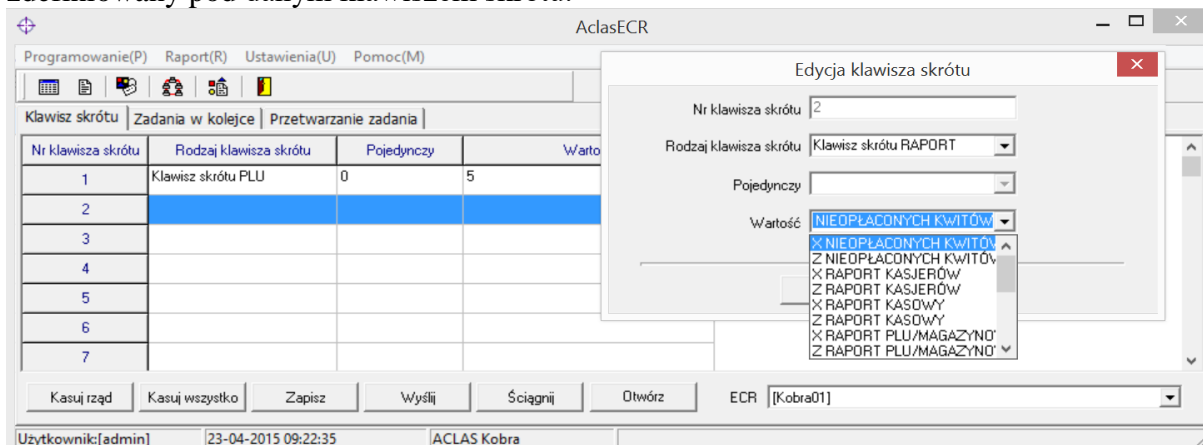 AclasECR
Programowanie(P) Raport(R) Ustawienia(U) Pomoc(M)
Klawisz skrótu Zadania w kolejce Przetwarzanie zadania
Nr klawisza skrótu Rodzaj klawisza skrótu Pojedynczy Warto
1 Klawisz skrótu PLU 0 5
2
3
4
5
6
7
Edycja klawisza skrótu
Nr klawisza skrótu 2
Rodzaj klawisza skrótu Klawisz skrótu RAPORT
Pojedynczy
Wartość NIEOPŁACONYCH KWITÓW
X NIEOPŁACONYCH KWITÓW
Z NIEOPŁACONYCH KWITÓW
X RAPORT KASJERÓW
Z RAPORT KASJERÓW
X RAPORT KASOWY
Z RAPORT KASOWY
X RAPORT PLU/MAGAZYNO
Z RAPORT PLU/MAGAZYNO
Kasuj rząd Kasuj wszystko Zapisz Wyślij Ściągnij Otwórz ECR [Kobra01]
Użytkownik:[admin] 23-04-2015 09:22:35 ACLAS Kobra